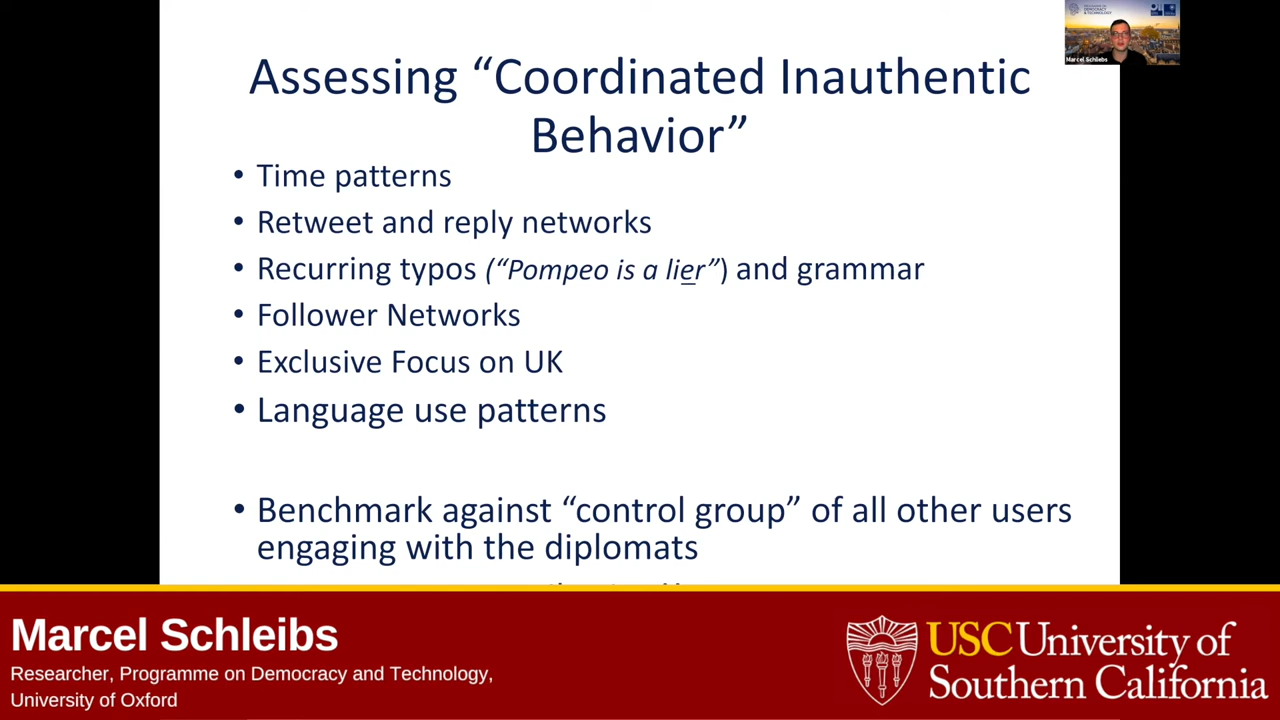 Assessing “Coordinated Inauthentic
Behavior”
• Time patterns
• Retweet and reply networks
• Recurring typos (“Pompeo is a lier”) and grammar
• Follower Networks
• Exclusive Focus on UK
• Language use patterns
• Benchmark against “control group” of all other users
engaging with the diplomats
Marcel Schliebs
Marcel Schleibs
Researcher, Programme on Democracy and Technology,
University of Oxford
USC University of
Southern California